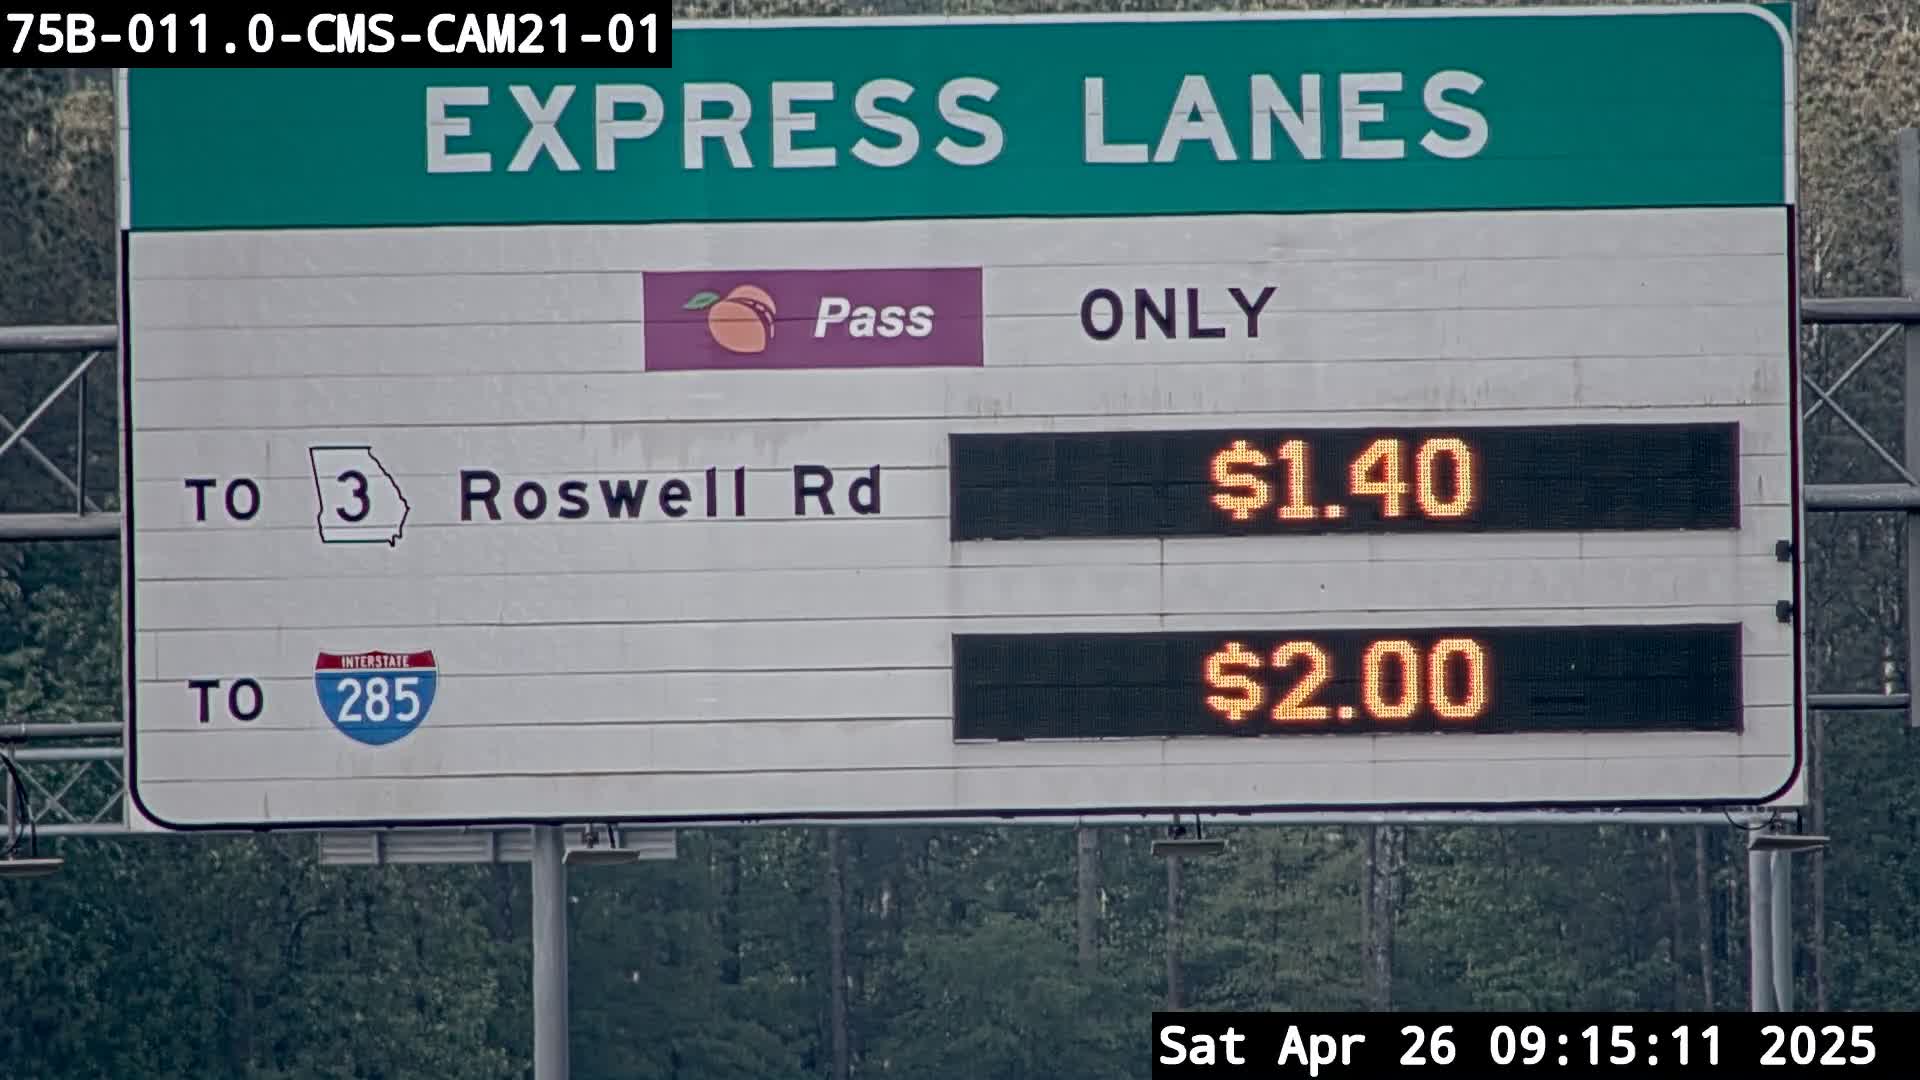 75B-011.0-CMS-CAM21-01
EXPRESS LANES
Pass ONLY
TO 3 Roswell Rd $1.40
TO INTERSTATE 285 $2.00
Sat Apr 26 09:15:11 2025